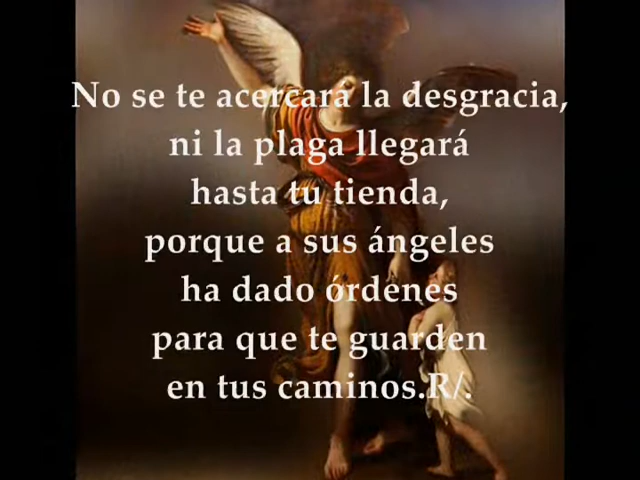 No se te acercará la desgracia,
ni la plaga llegará
hasta tu tienda,
porque a sus ángeles
ha dado órdenes
para que te guarden
en tus caminos.R/.